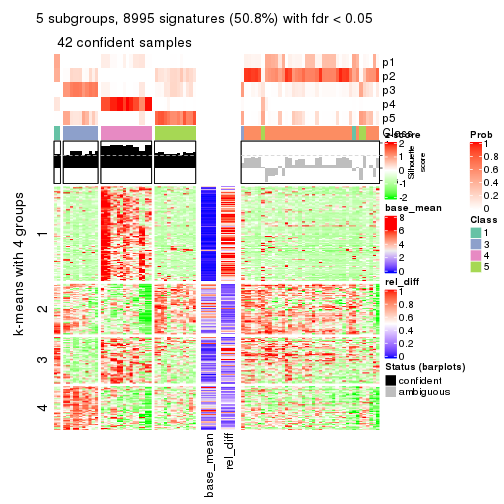 5 subgroups, 8995 signatures (50.8%) with fdr < 0.05
42 confident samples
p1
p2
p3
p4
p5
Class
Silhouette
score
k-means with 4 groups
1
2
3
4
base_mean
rel_diff
z-score
2
1
0
-1
-2
base_mean
8
6
4
2
0
rel_diff
1
0.8
0.6
0.4
0.2
0
Status (barplots)
confident
ambiguous
Prob
1
0.8
0.6
0.4
0.2
0
Class
1
3
4
5